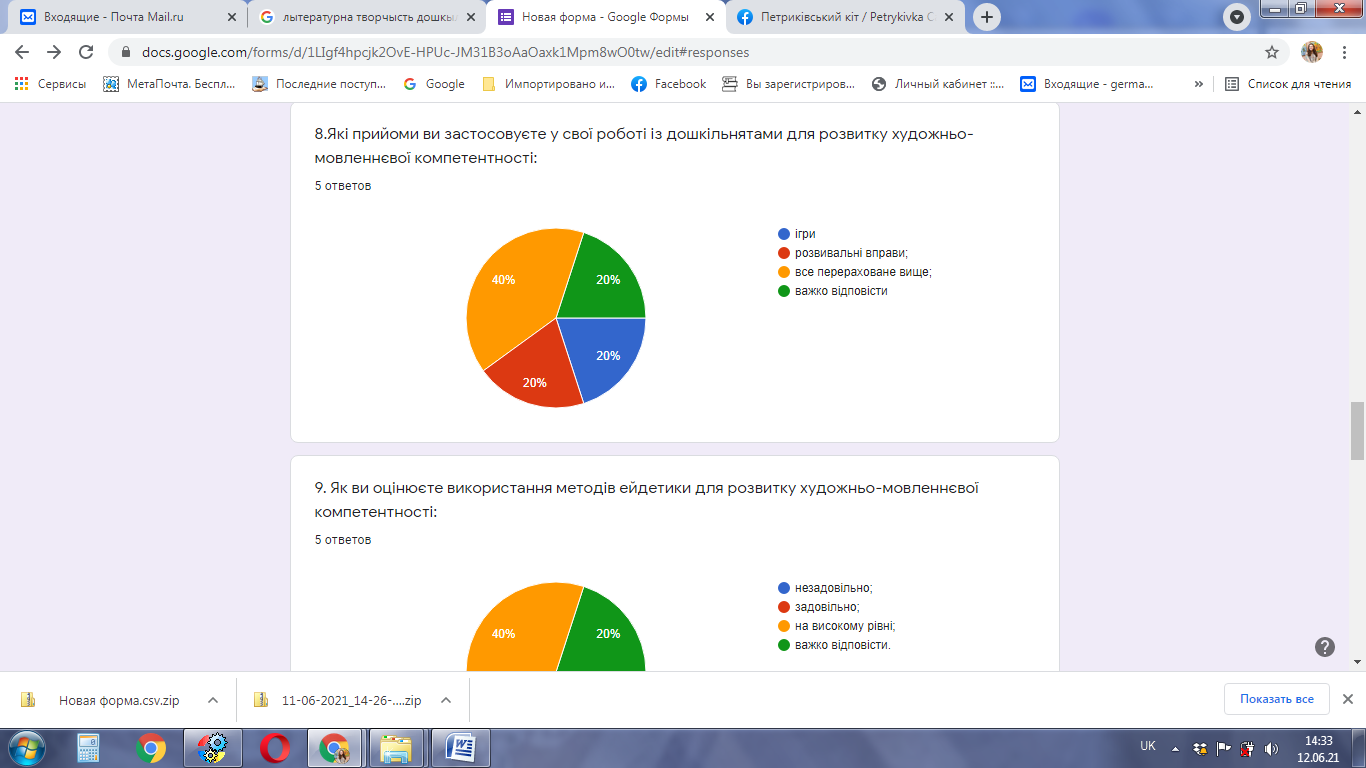 Входящие - Почта Mail.ru
лытературна творчысть дошкы
Новая форма - Google Формы
Петриківський кіт / Petrykivka C
docs.google.com/forms/d/1LIgf4hpcjk2OvE-HPUc-JM31B3oAaOaxk1Mpm8wO0tw/edit#responses
Сервисы
МетаПочта. Беспл...
Последние поступ...
Google
Импортировано и...
Facebook
Вы зарегистриров...
Личный кабинет ::...
Входящие - germa...
»
Список для чтения
8.Які прийоми ви застосовуєте у свої роботі із дошкільнятами для розвитку художньо-
мовленнєвої компетентності:
5 ответов
40%
20%
20%
20%
ігри
розвивальні вправи;
все перераховане вище;
важко відповісти
9. Як ви оцінюєте використання методів ейдетики для розвитку художньо-мовленнєвої
компетентності:
5 ответов
40%
20%
незадовільно;
задовільно;
на високому рівні;
важко відповісти.
Новая форма.csv.zip
11-06-2021_14-26-....zip
Показать все
UK
14:33
12.06.21